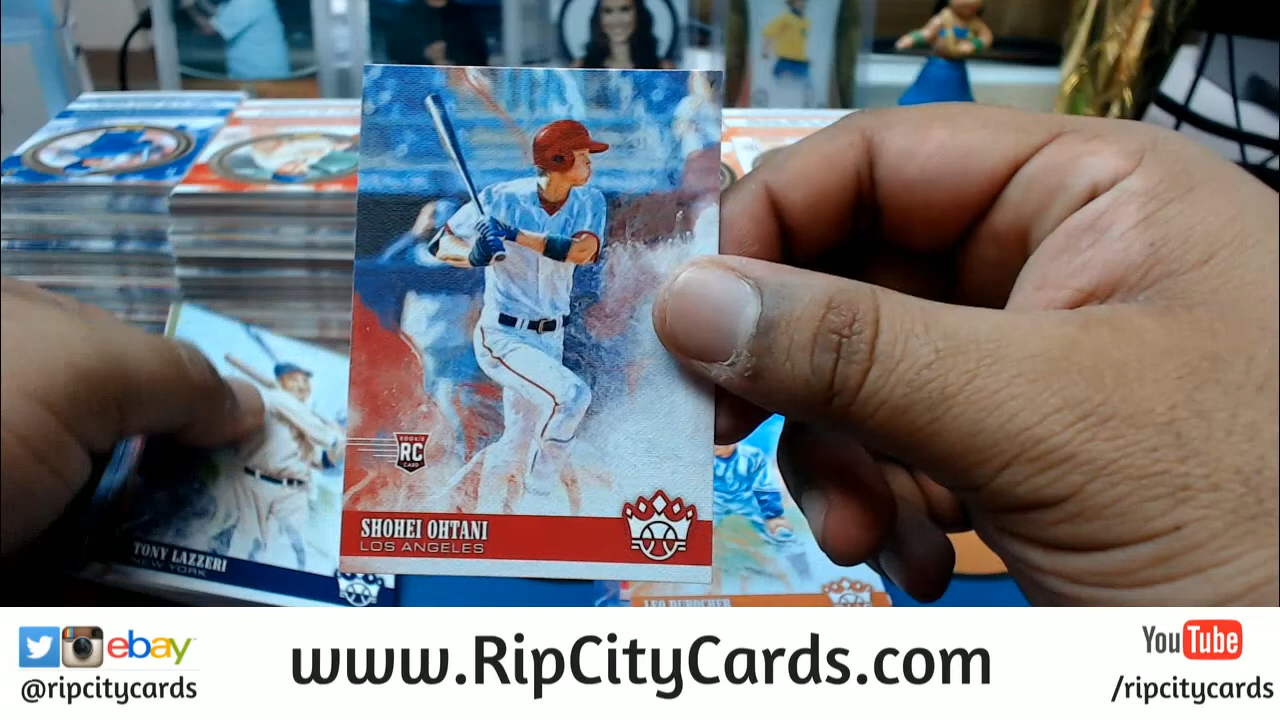 ROOKIE
RC
CARD
SHOHEI OHTANI
LOS ANGELES
TONY LAZZERI
NEW YORK
LEO DUROCHER
ebay
@ripcitycards
www.RipCityCards.com
YouTube
/ripcitycards